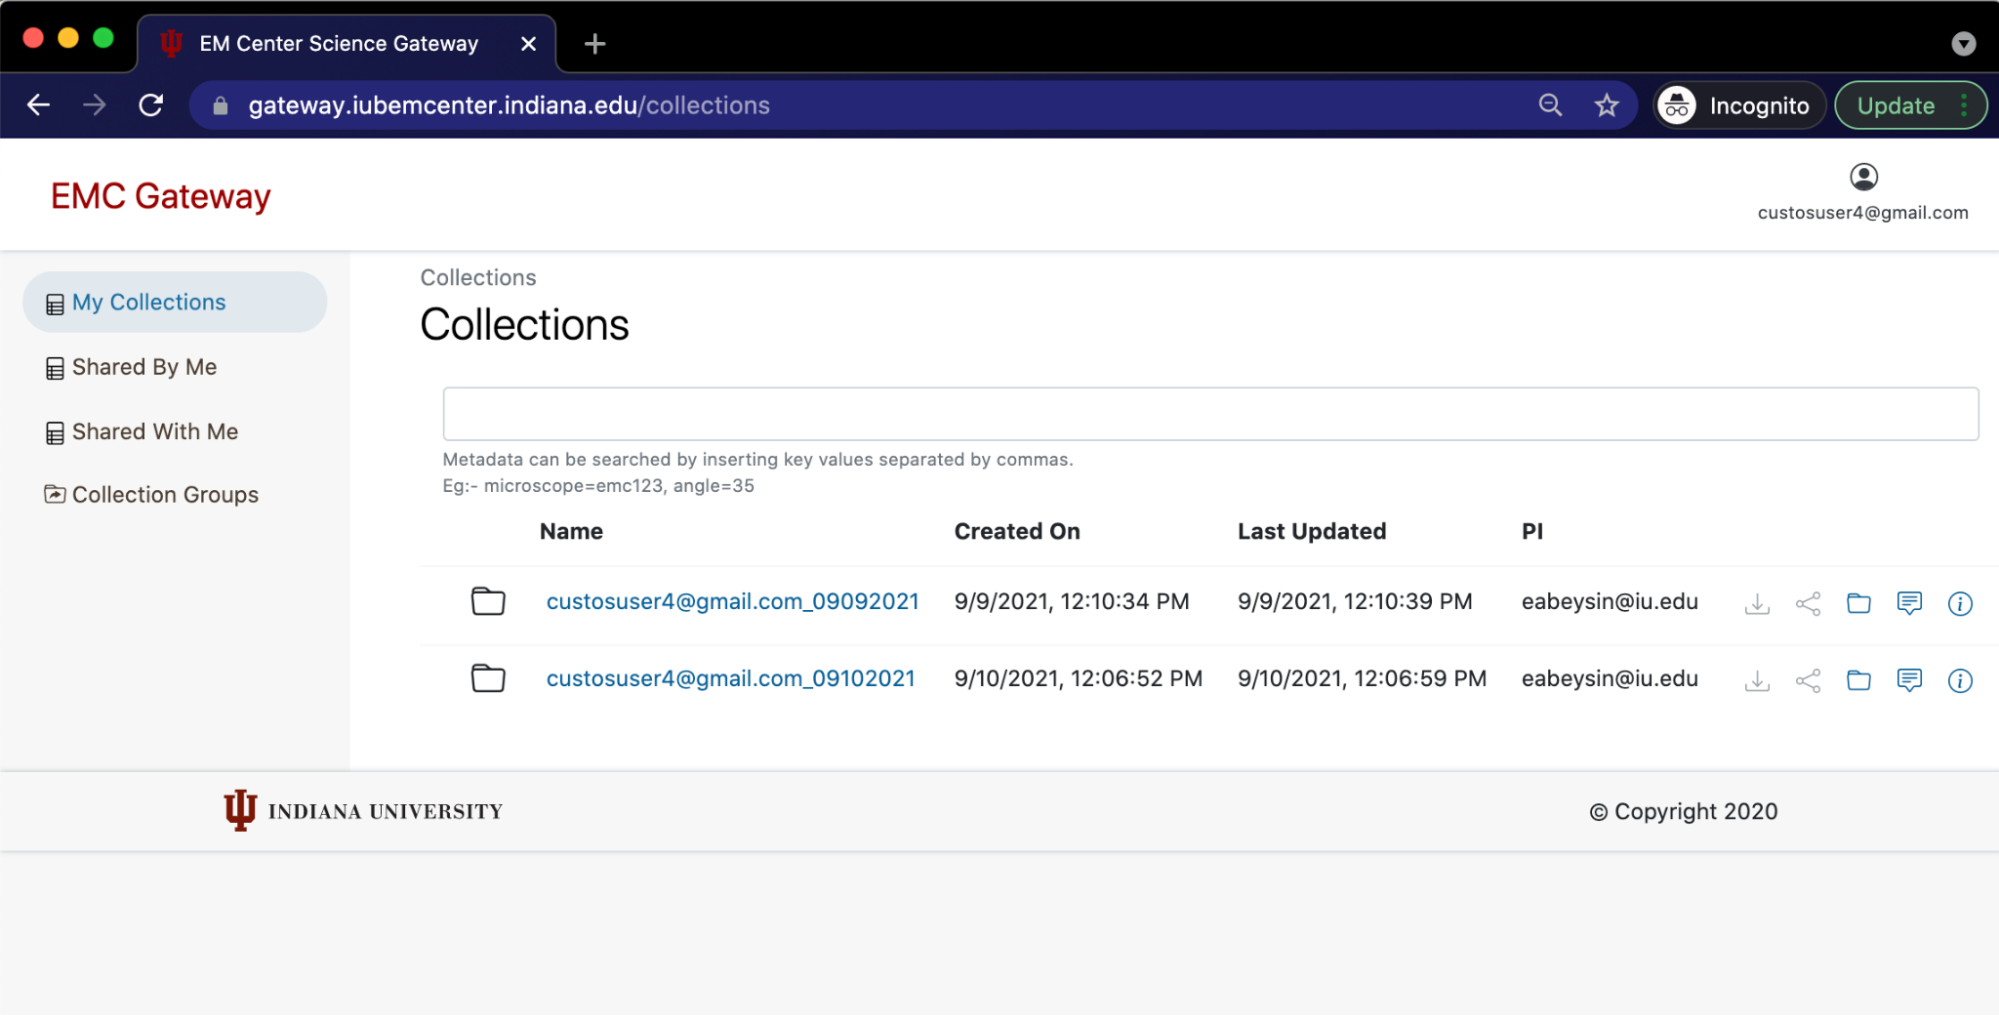 EM Center Science Gateway
gateway.iubemcenter.indiana.edu/collections
Incognito
Update
EMC Gateway
custosuser4@gmail.com
My Collections
Shared By Me
Shared With Me
Collection Groups
Collections
Collections
Metadata can be searched by inserting key values separated by commas.
Eg:- microscope=emc123, angle=35
Name Created On Last Updated PI
custosuser4@gmail.com_09092021 9/9/2021, 12:10:34 PM 9/9/2021, 12:10:39 PM eabeysin@iu.edu
custosuser4@gmail.com_09102021 9/10/2021, 12:06:52 PM 9/10/2021, 12:06:59 PM eabeysin@iu.edu
INDIANA UNIVERSITY
© Copyright 2020